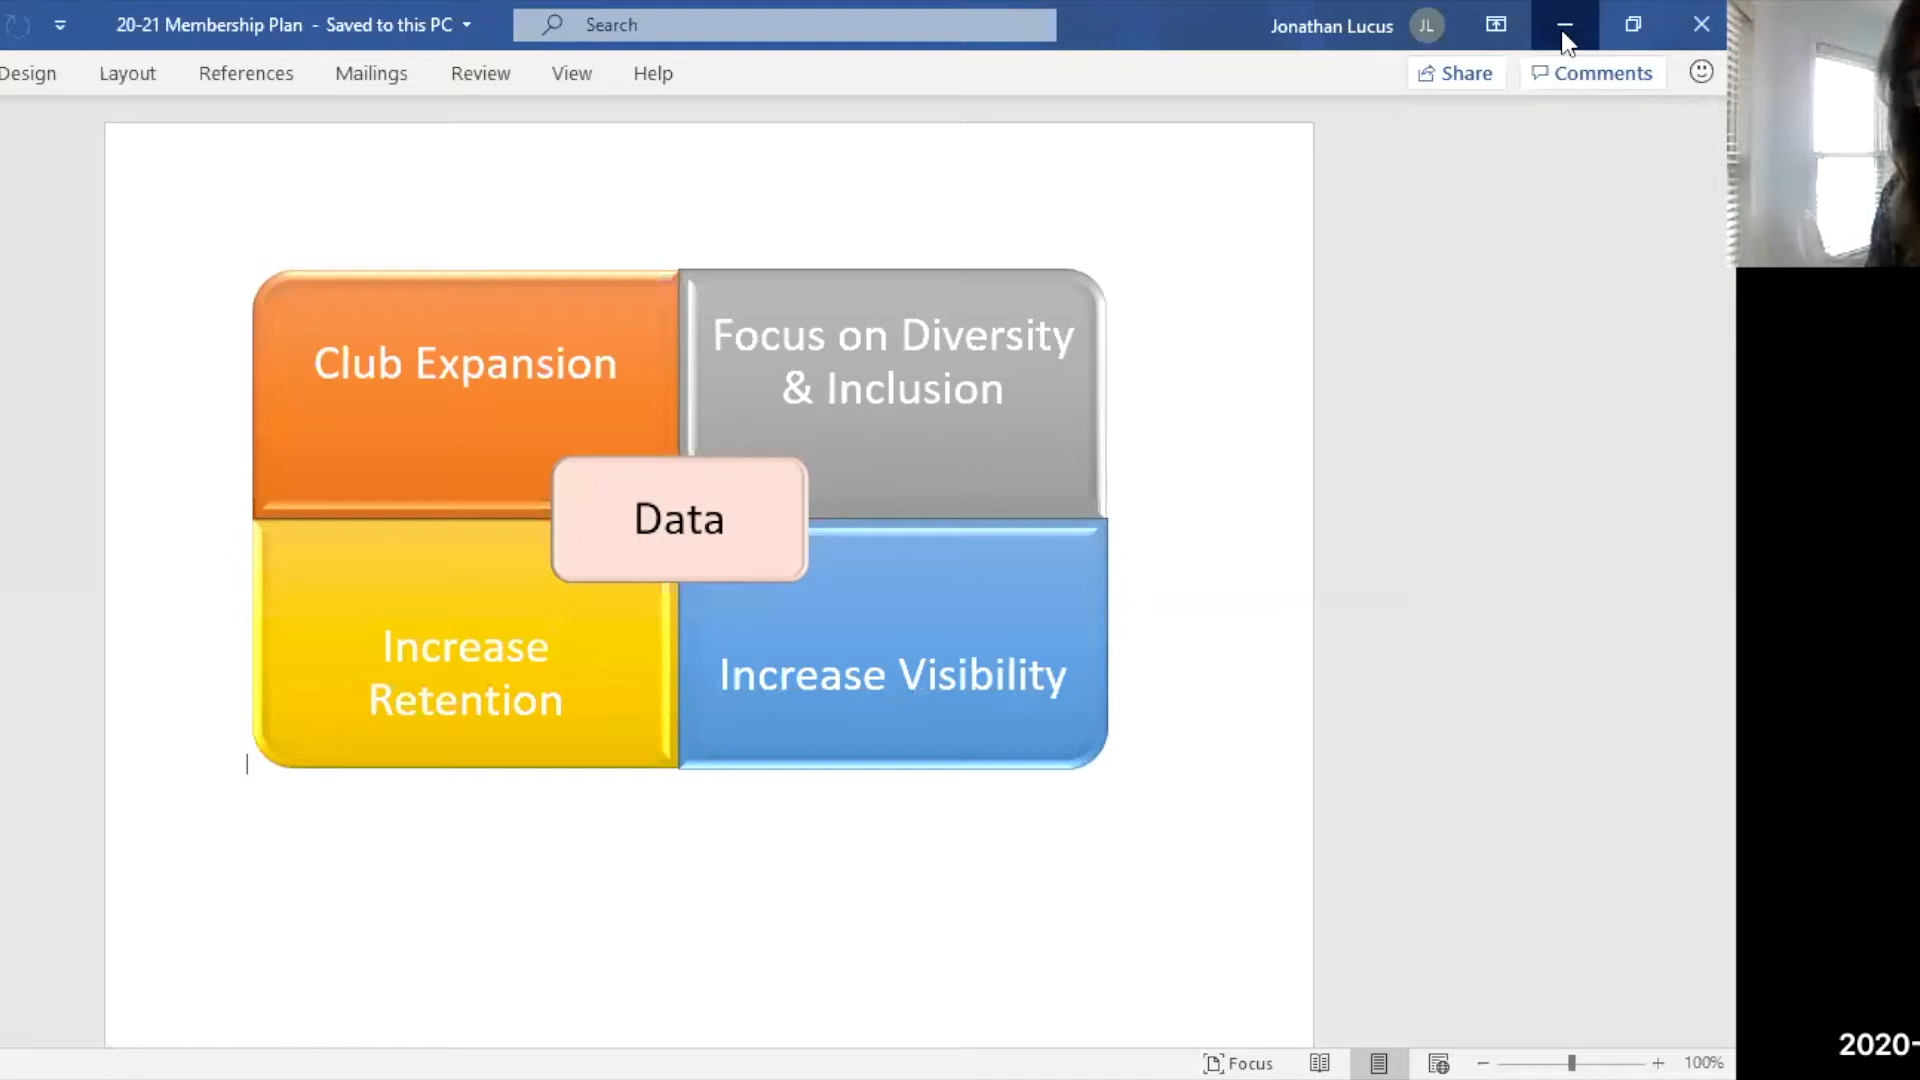 20-21 Membership Plan - Saved to this PC
Search
Jonathan Lucus
JL
Design
Layout
References
Mailings
Review
View
Help
Share
Comments
Club Expansion
Focus on Diversity
& Inclusion
Data
Increase
Retention
Increase Visibility
Focus
100%
2020-